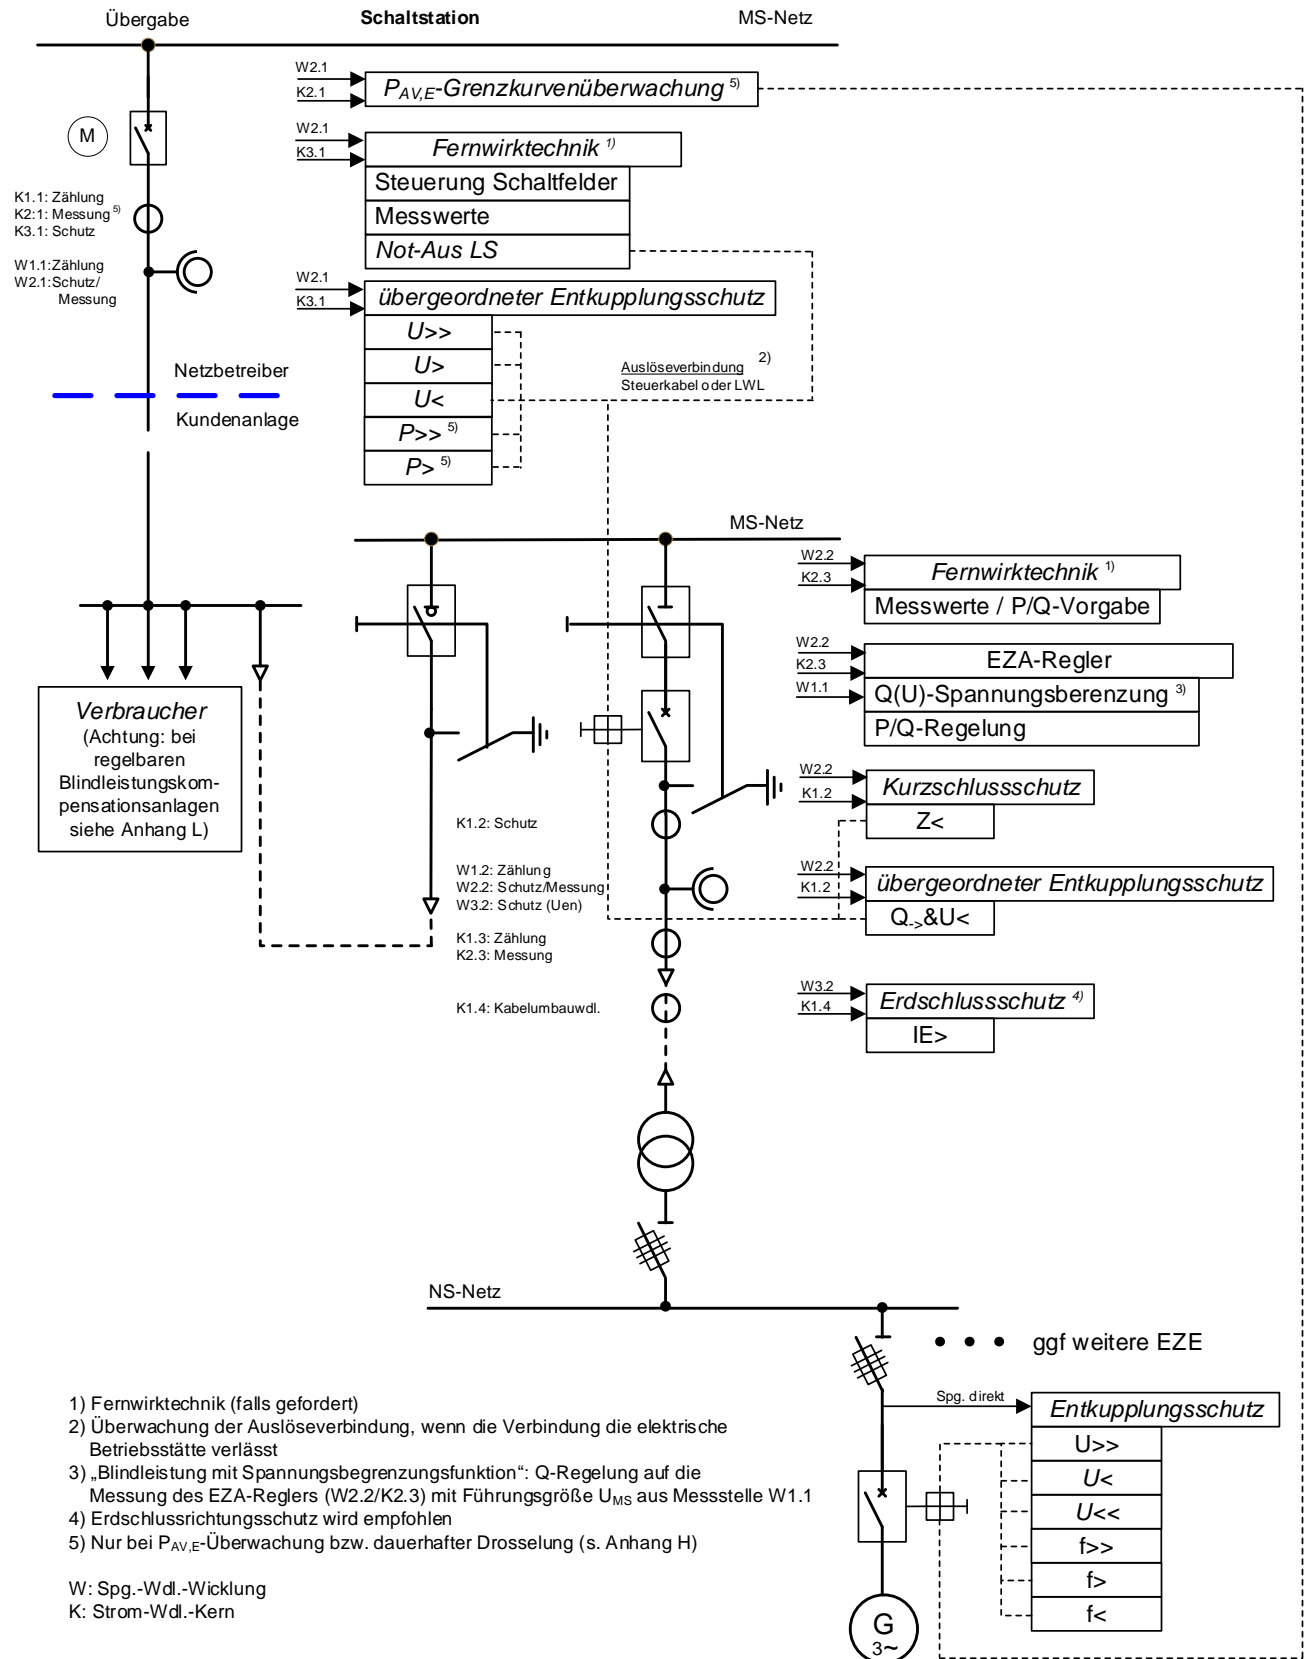 Übergabe
Schaltstation
MS-Netz
W2.1
K2.1
P_AV,E-Grenzkurvenüberwachung 5)
M
W2.1
K3.1
Fernwirktechnik 1)
Steuerung Schaltfelder
Messwerte
Not-Aus LS
K1.1: Zählung
K2:1: Messung 5)
K3.1: Schutz
W1.1:Zählung
W2.1:Schutz/
Messung
W2.1
K3.1
übergeordneter Entkupplungsschutz
U>>
U>
U<
P>> 5)
P> 5)
Auslöseverbindung 2)
Steuerkabel oder LWL
Netzbetreiber
Kundenanlage
MS-Netz
W2.2
K2.3
Fernwirktechnik 1)
Messwerte / P/Q-Vorgabe
W2.2
K2.3
W1.1
EZA-Regler
Q(U)-Spannungsberenzung 3)
P/Q-Regelung
Verbraucher
(Achtung: bei
regelbaren
Blindleistungskom-
pensationsanlagen
siehe Anhang L)
W2.2
K1.2
Kurzschlussschutz
Z<
K1.2: Schutz
W1.2: Zählung
W2.2: Schutz/Messung
W3.2: Schutz (Uen)
W2.2
K1.2
übergeordneter Entkupplungsschutz
Q->&U<
K1.3: Zählung
K2.3: Messung
K1.4: Kabelumbauwdl.
W3.2
K1.4
Erdschlussschutz 4)
IE>
NS-Netz
ggf weitere EZE
Spg. direkt
Entkupplungsschutz
U>>
U<
U<<
f>>
f>
f<
G
3~
1) Fernwirktechnik (falls gefordert)
2) Überwachung der Auslöseverbindung, wenn die Verbindung die elektrische
Betriebsstätte verlässt
3) „Blindleistung mit Spannungsbegrenzungsfunktion“: Q-Regelung auf die
Messung des EZA-Reglers (W2.2/K2.3) mit Führungsgröße U_MS aus Messstelle W1.1
4) Erdschlussrichtungsschutz wird empfohlen
5) Nur bei P_AV,E-Überwachung bzw. dauerhafter Drosselung (s. Anhang H)
W: Spg.-Wdl.-Wicklung
K: Strom-Wdl.-Kern